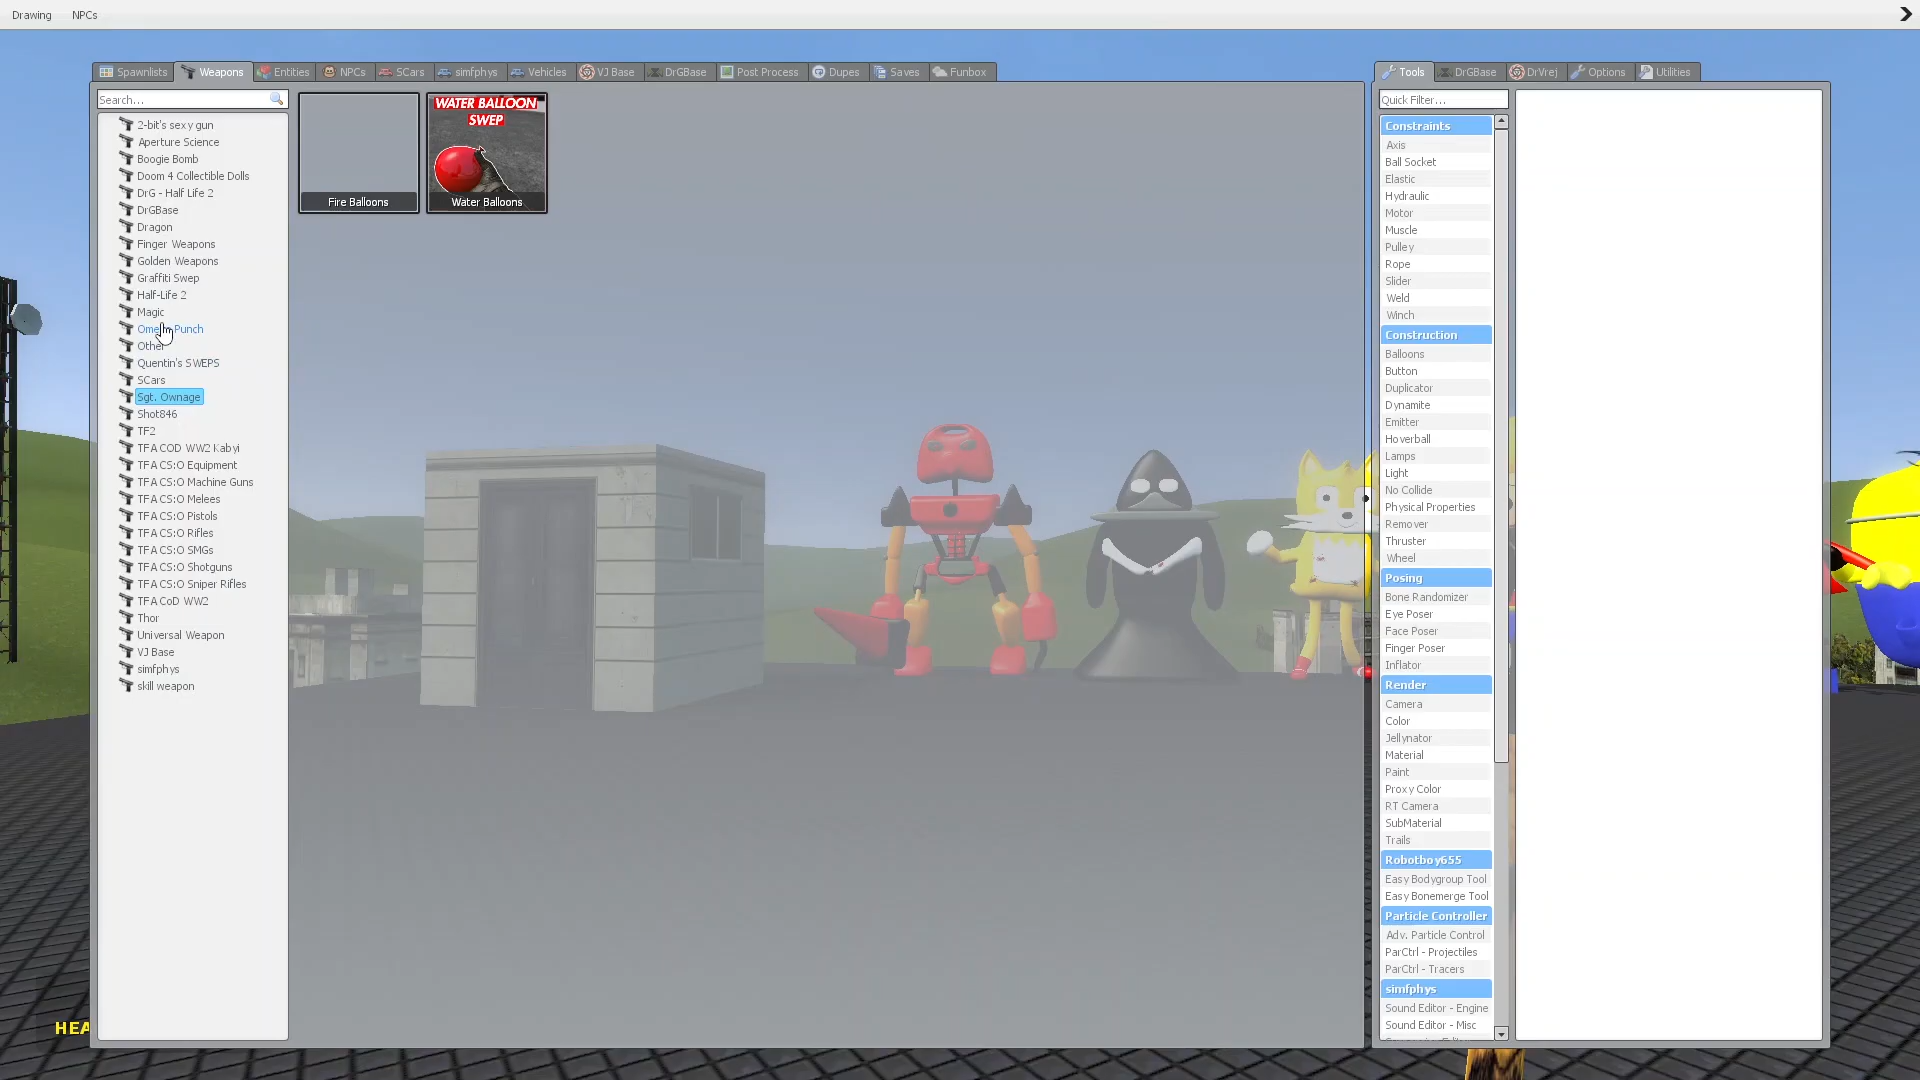 Drawing NPCs
Spawnlists Weapons Entities NPCs SCars simfphys Vehicles VJ Base DrGBase Post Process Dupes Saves Funbox
Search...
2-bit's sexy gun
Aperture Science
Boogie Bomb
Doom 4 Collectible Dolls
DrG - Half Life 2
DrGBase
Dragon
Finger Weapons
Golden Weapons
Graffiti Swep
Half-Life 2
Magic
Punch
Other
Quentin's SWEPS
SCars
Sgt. Ownage
Shot846
TF2
TFA COD WW2 Kabyi
TFA CS:O Equipment
TFA CS:O Machine Guns
TFA CS:O Melees
TFA CS:O Pistols
TFA CS:O Rifles
TFA CS:O SMGs
TFA CS:O Shotguns
TFA CS:O Sniper Rifles
TFA CoD WW2
Thor
Universal Weapon
VJ Base
simfphys
skill weapon
Fire Balloons
WATER BALLOON
SWEP
Water Balloons
Tools DrGBase DrVrej Options Utilities
Quick Filter...
Constraints
Axis
Ball Socket
Elastic
Hydraulic
Motor
Muscle
Pulley
Rope
Slider
Weld
Winch
Construction
Balloons
Button
Duplicator
Dynamite
Emitter
Hoverball
Lamps
Light
No Collide
Physical Properties
Remover
Thruster
Wheel
Posing
Bone Randomizer
Eye Poser
Face Poser
Finger Poser
Inflator
Render
Camera
Color
Jellynator
Material
Paint
Proxy Color
RT Camera
SubMaterial
Trails
Robotboy655
Easy Bodygroup Tool
Easy Bonemerge Tool
Particle Controller
Adv. Particle Control
ParCtrl - Projectiles
ParCtrl - Tracers
simfphys
Sound Editor - Engine
Sound Editor - Misc
HEA